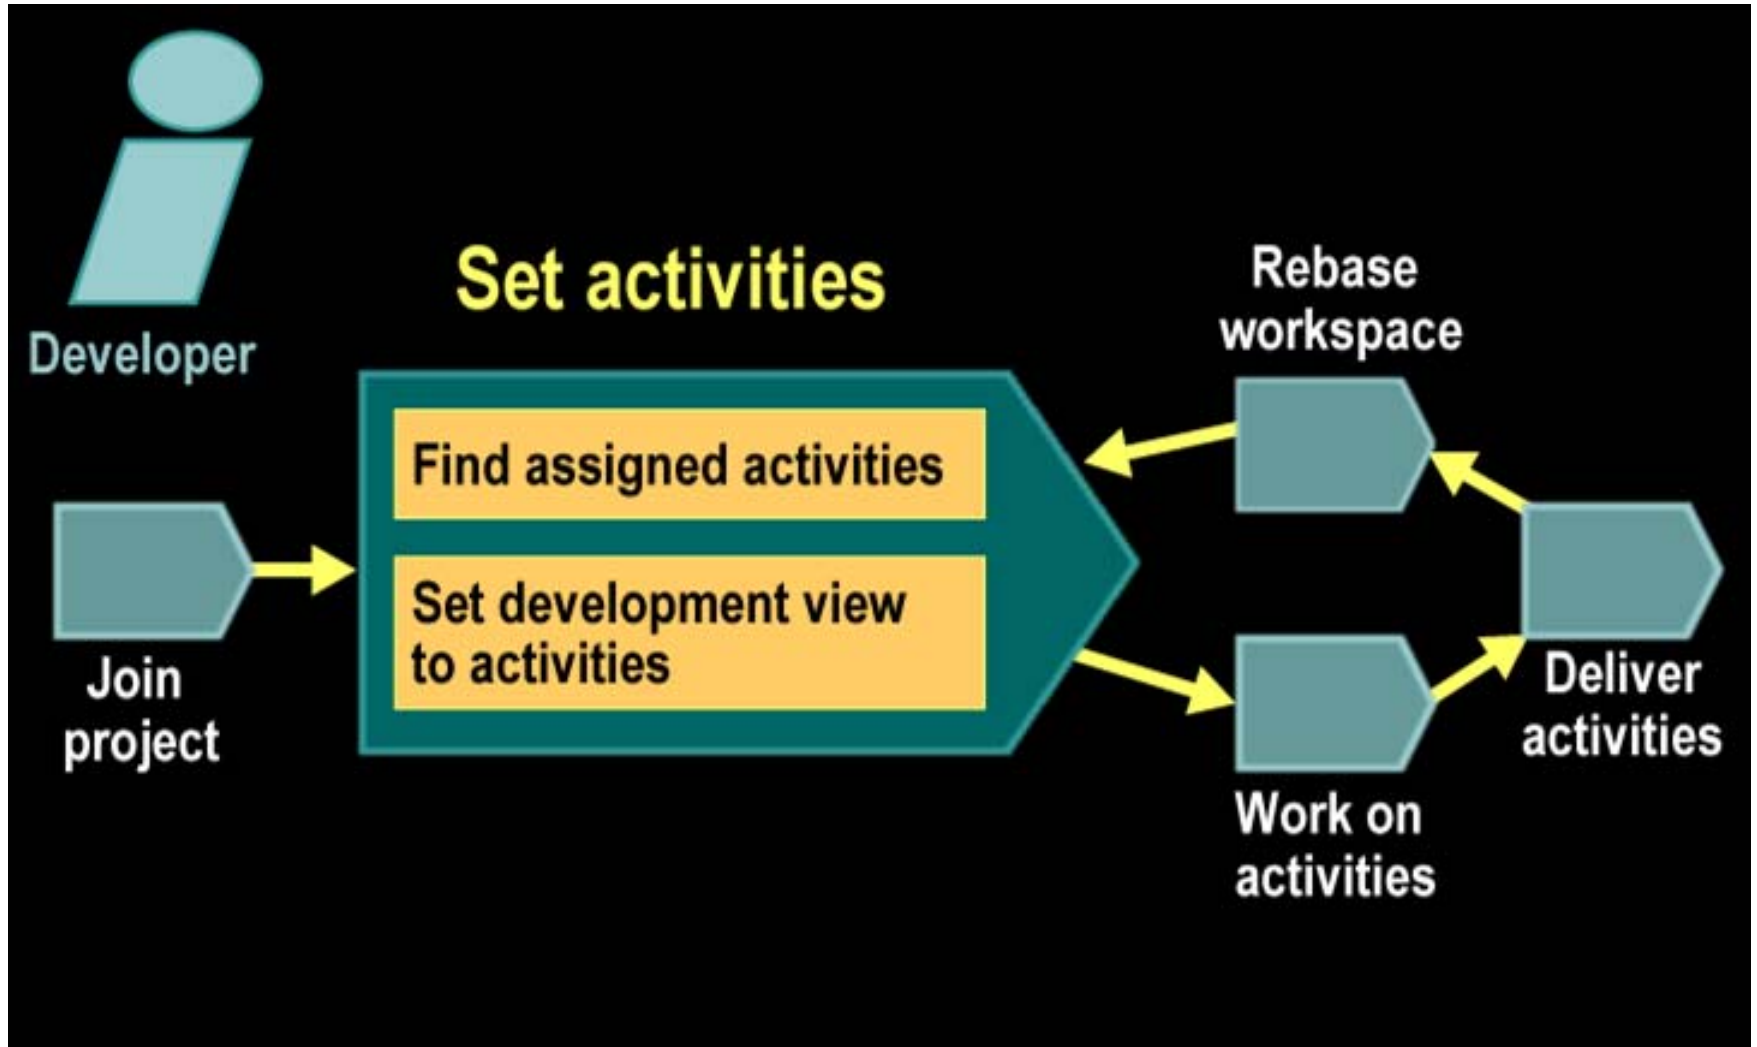 Developer
Set activities
Find assigned activities
Set development view
to activities
Join
project
Rebase
workspace
Work on
activities
Deliver
activities